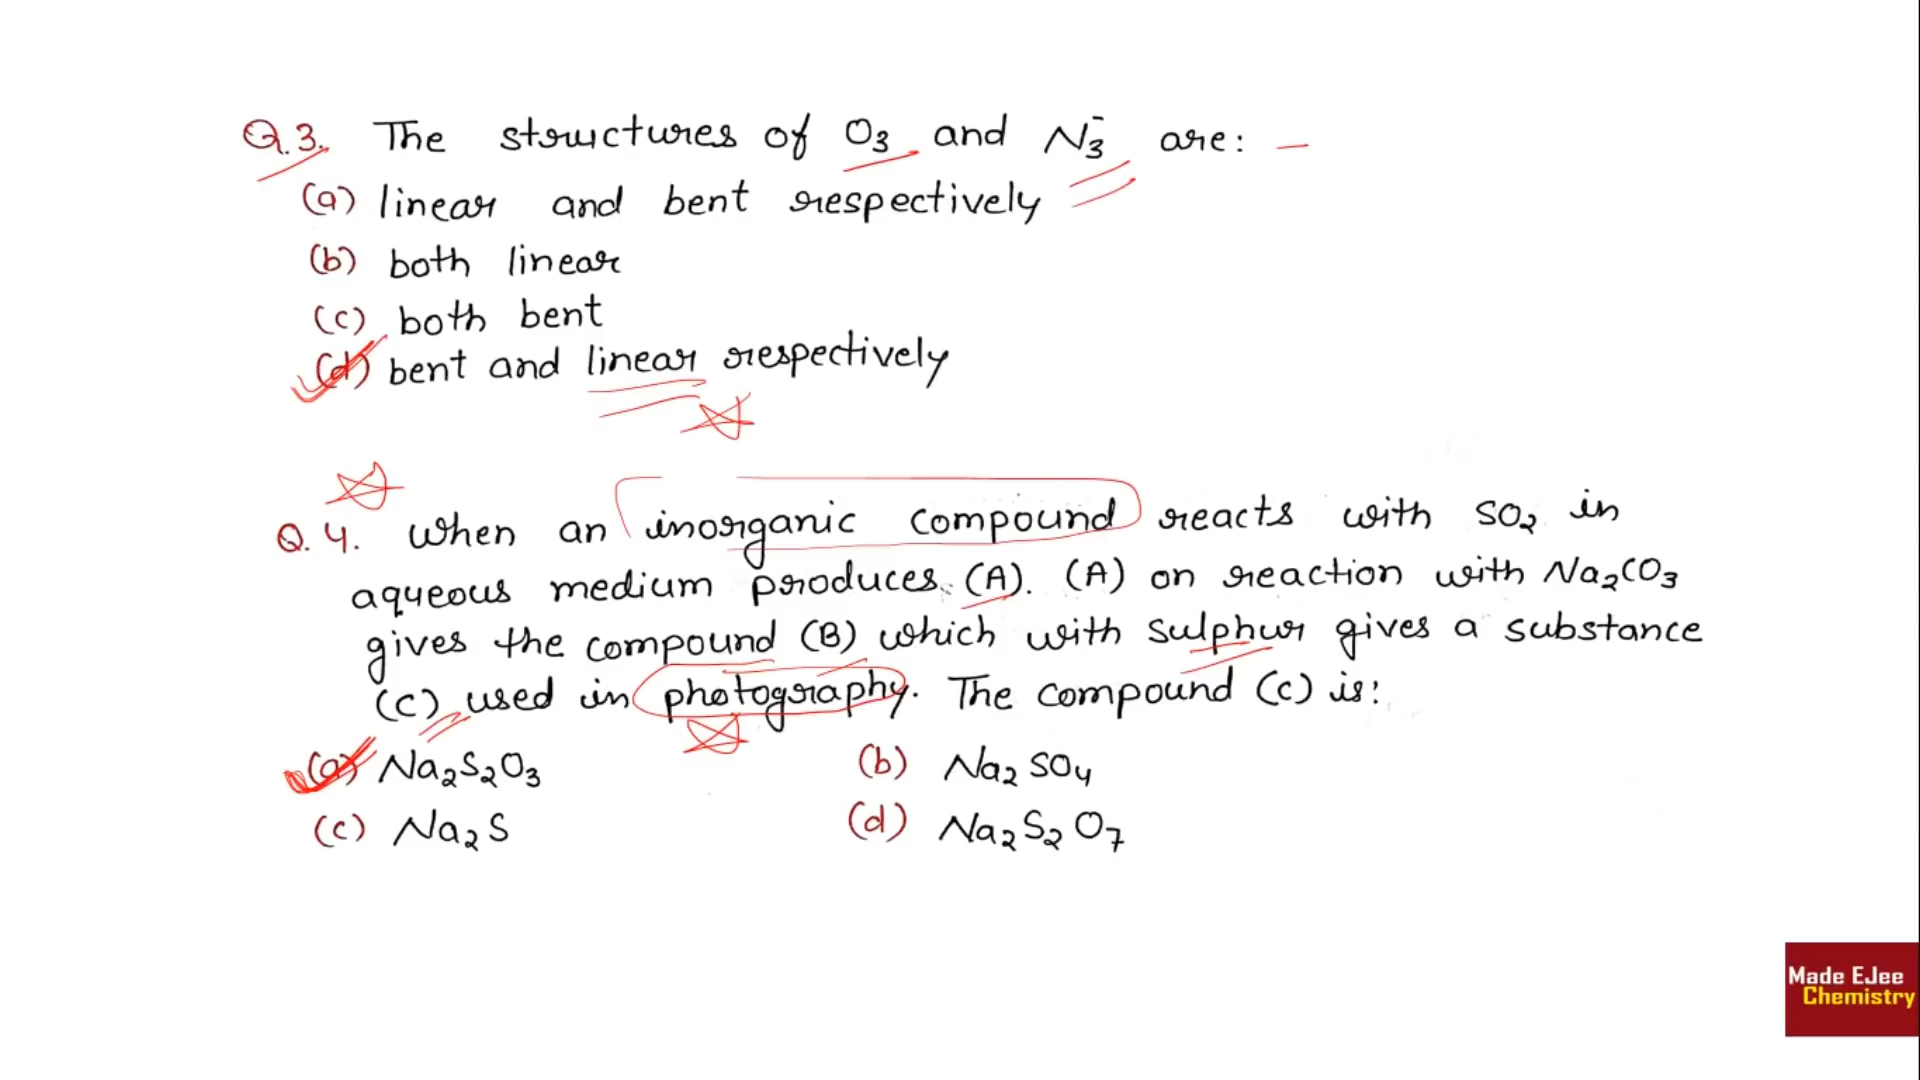 Q.3. The structures of O₃ and N₃⁻ are: –
(a) linear and bent respectively
(b) both linear
(c) both bent
(d) bent and linear respectively
Q.4. When an inorganic compound reacts with SO₂ in
aqueous medium produces (A). (A) on reaction with Na₂CO₃
gives the compound (B) which with sulphur gives a substance
(C) used in photography. The compound (C) is:
(a) Na₂S₂O₃ (b) Na₂SO₄
(c) Na₂S (d) Na₂S₂O₇
Made EJee
Chemistry